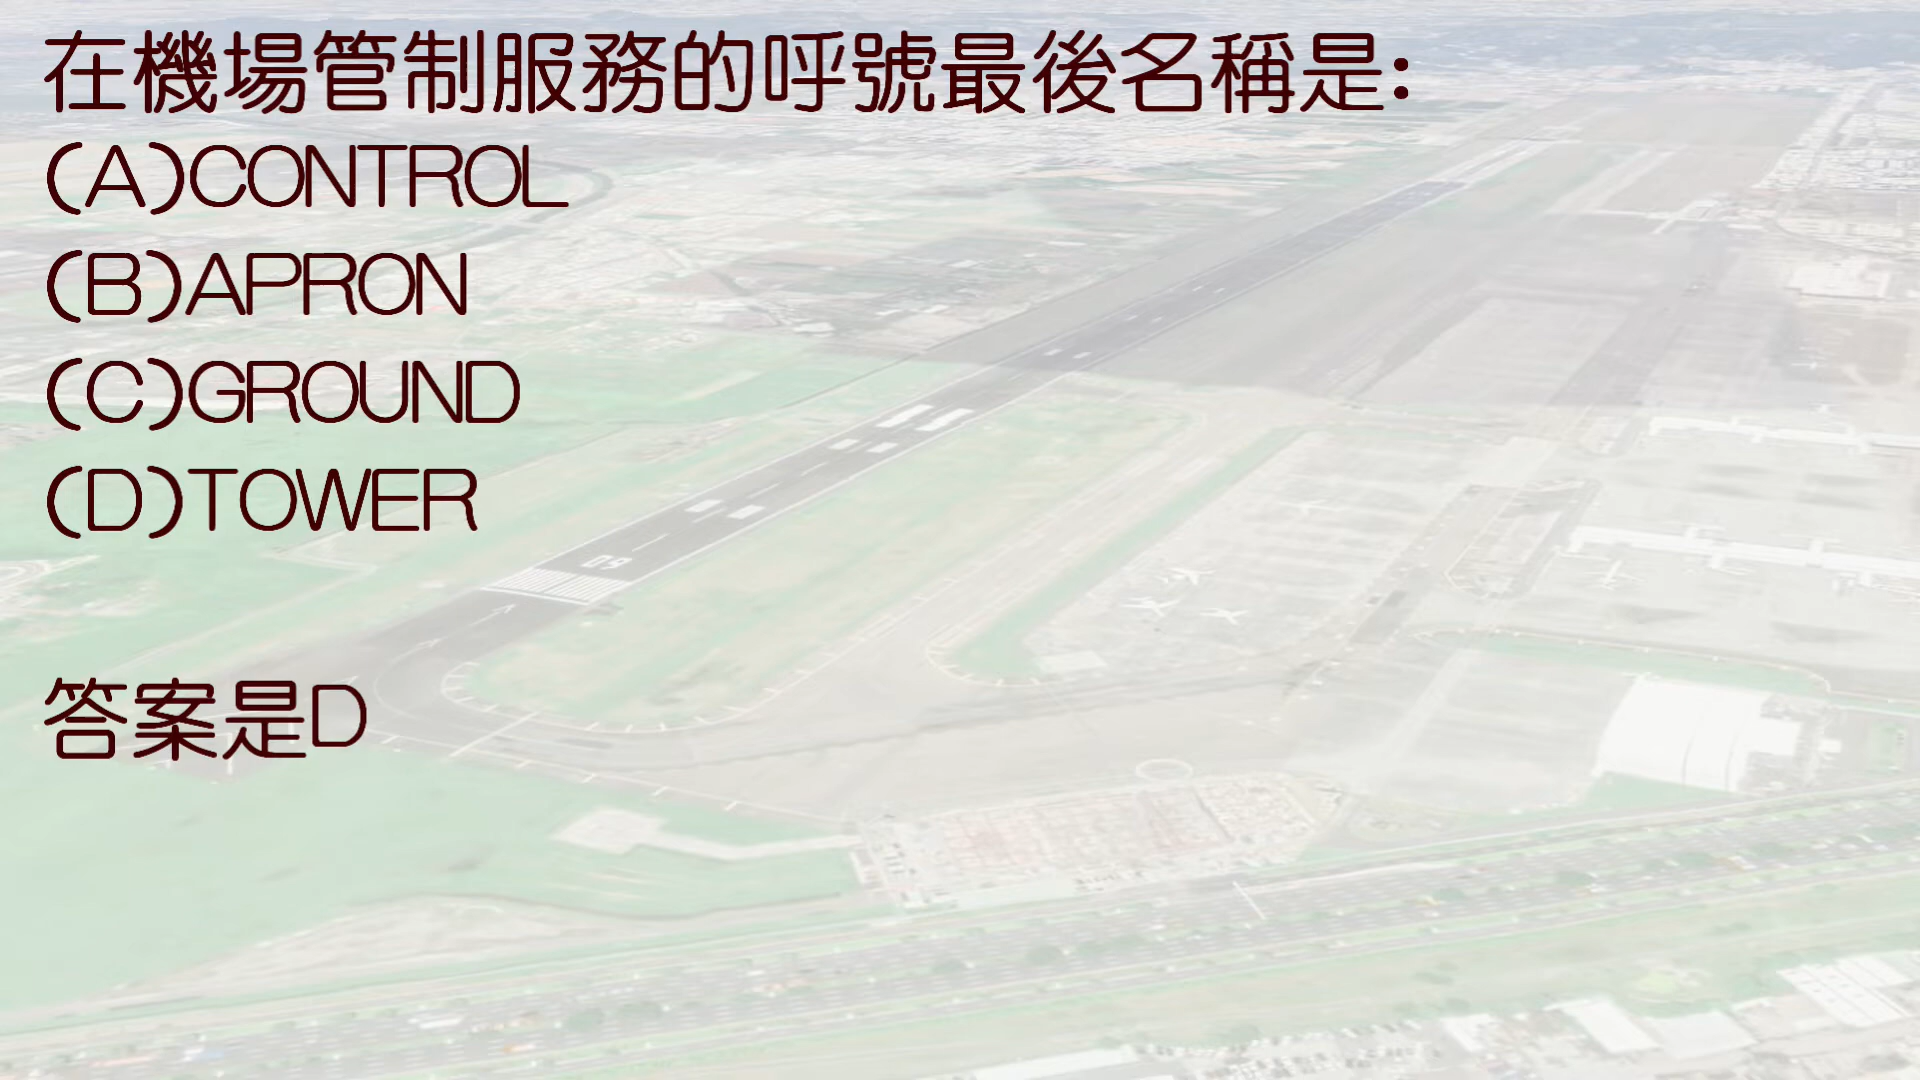 在機場管制服務的呼號最後名稱是:
(A)CONTROL
(B)APRON
(C)GROUND
(D)TOWER
答案是D
09